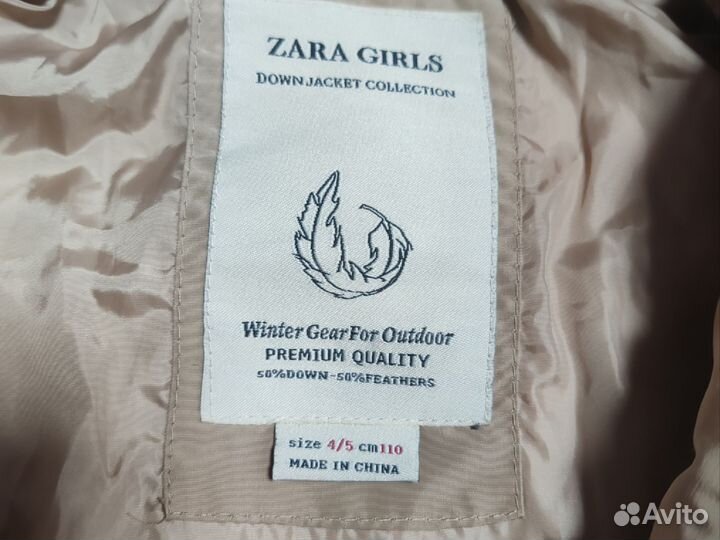 ZARA GIRLS
DOWN JACKET COLLECTION
Winter Gear For Outdoor
PREMIUM QUALITY
50%DOWN-50%FEATHERS
size 4/5 cm110
MADE IN CHINA
Avito